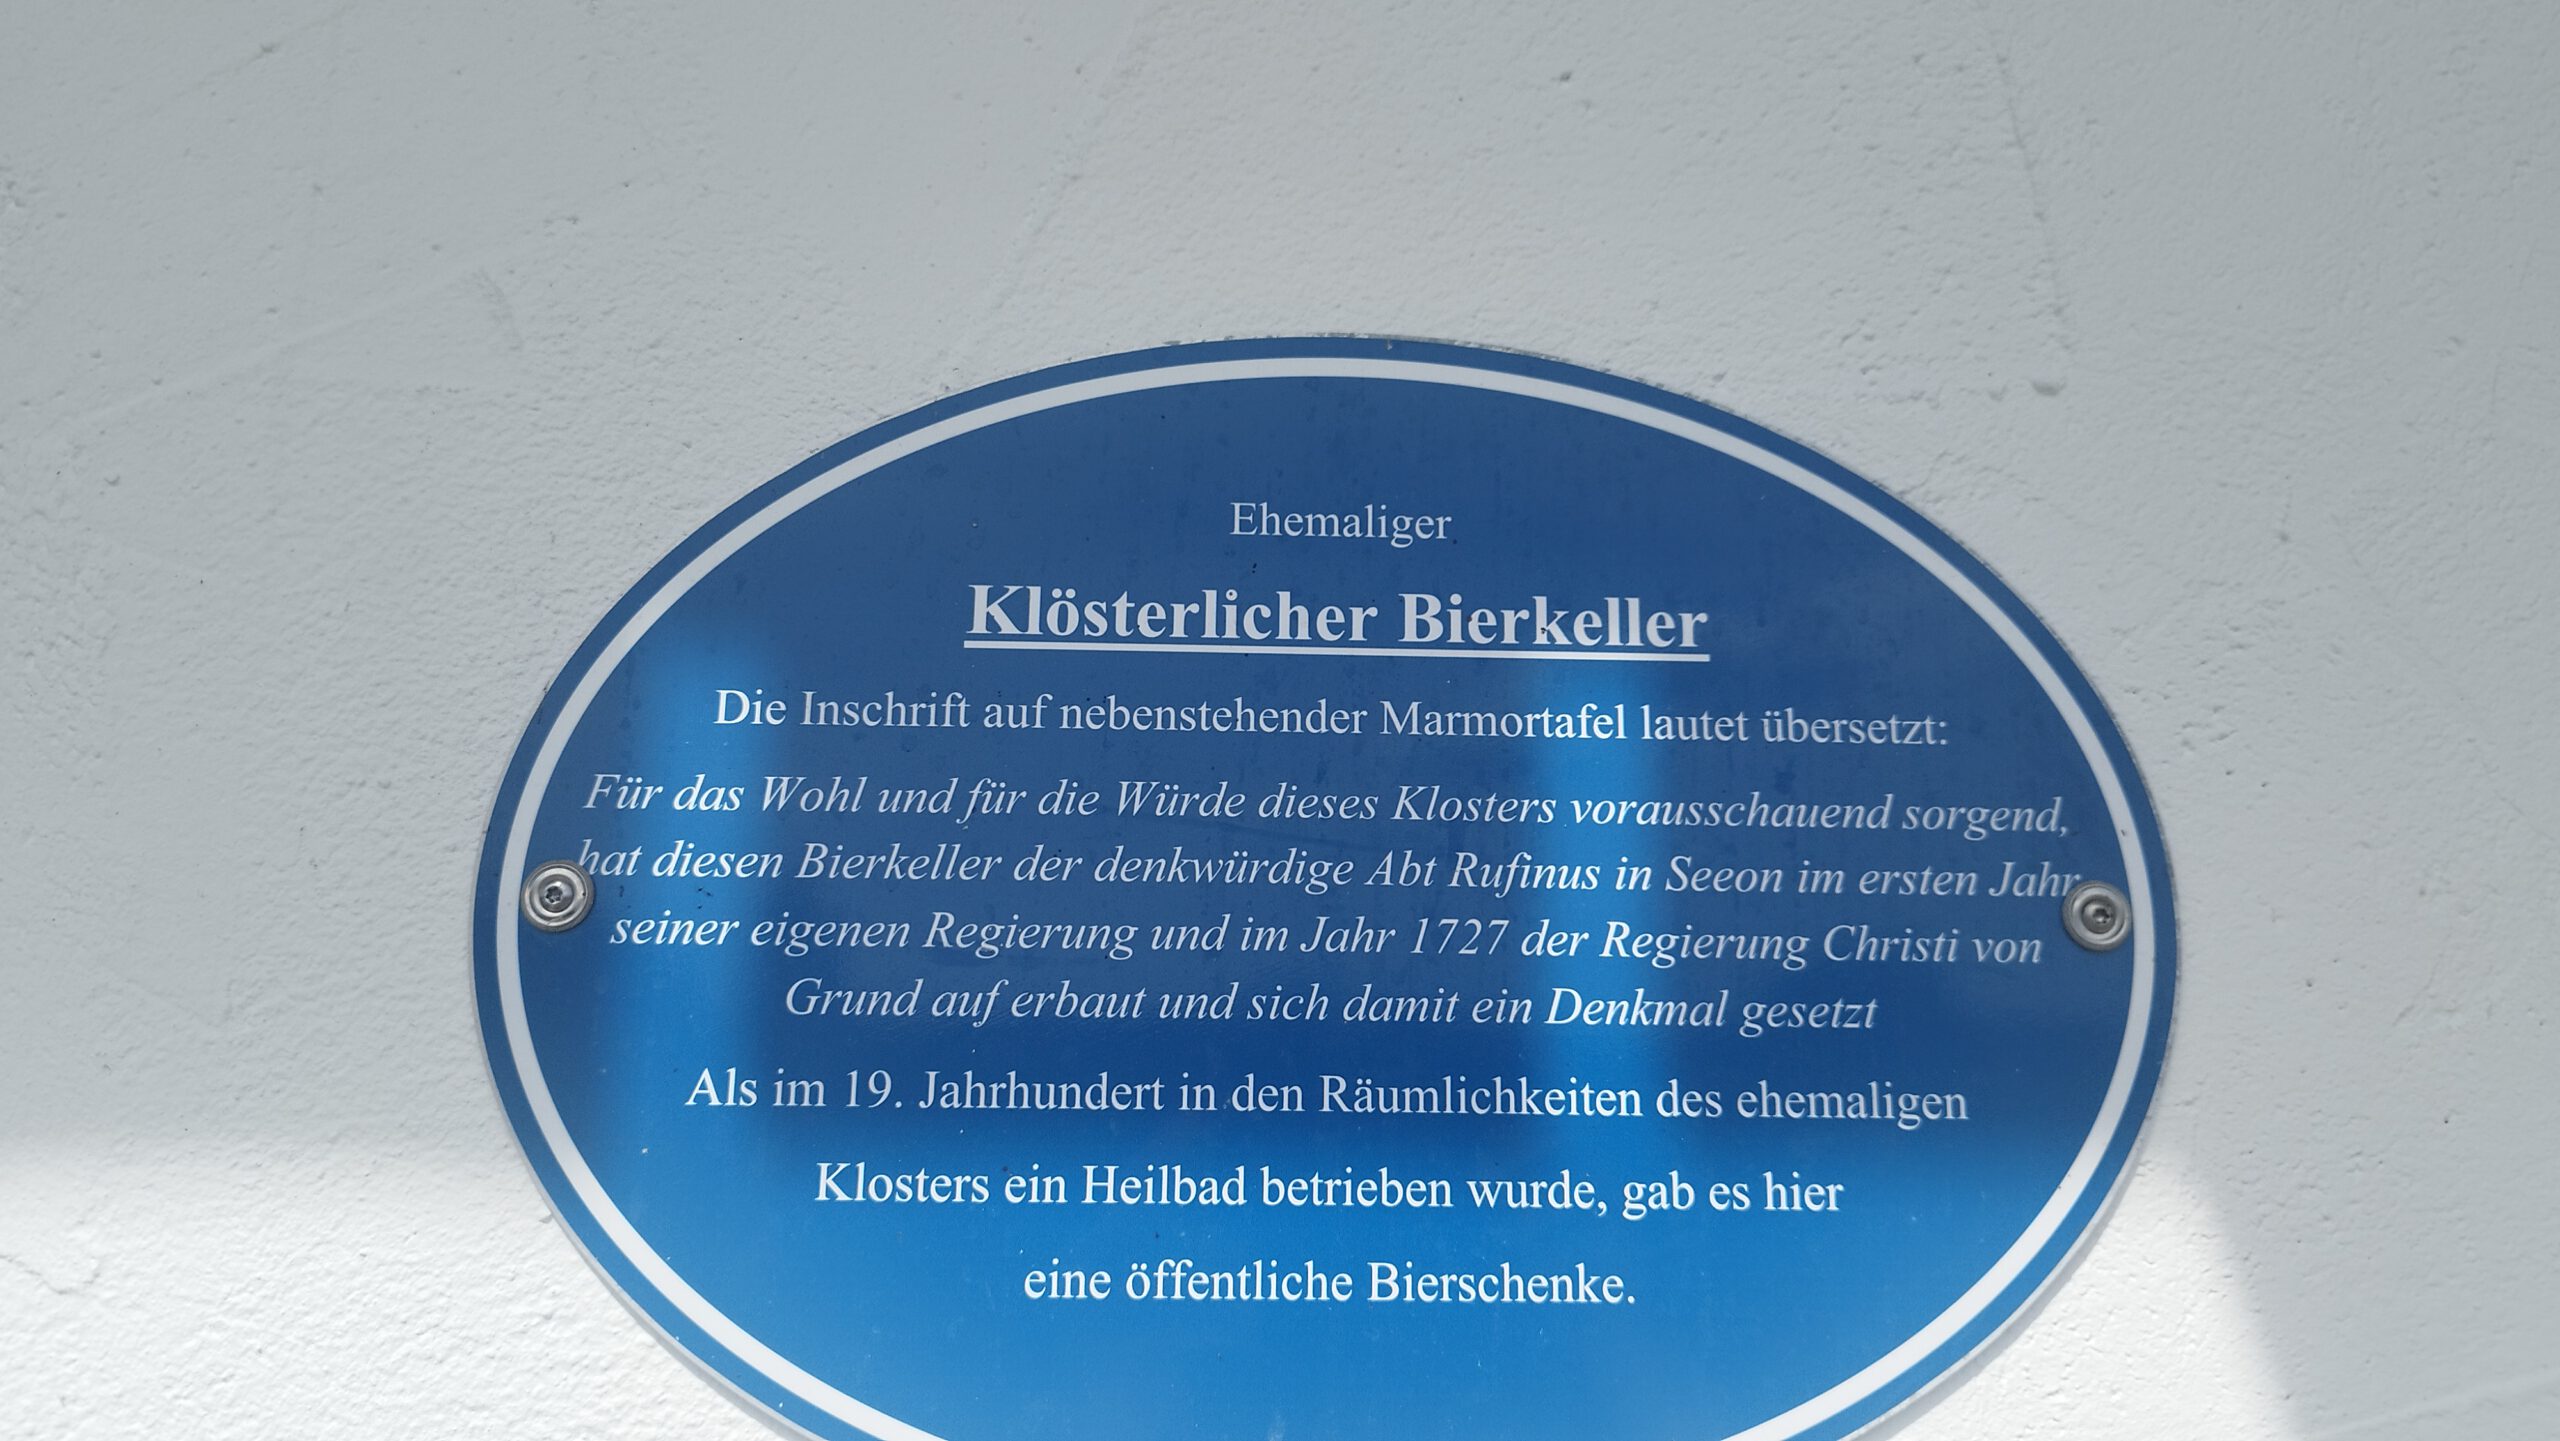 Ehemaliger
Klösterlicher Bierkeller
Die Inschrift auf nebenstehender Marmortafel lautet übersetzt:
Für das Wohl und für die Würde dieses Klosters vorausschauend sorgend,
hat diesen Bierkeller der denkwürdige Abt Rufinus in Seeon im ersten Jahr
seiner eigenen Regierung und im Jahr 1727 der Regierung Christi von
Grund auf erbaut und sich damit ein Denkmal gesetzt
Als im 19. Jahrhundert in den Räumlichkeiten des ehemaligen
Klosters ein Heilbad betrieben wurde, gab es hier
eine öffentliche Bierschenke.